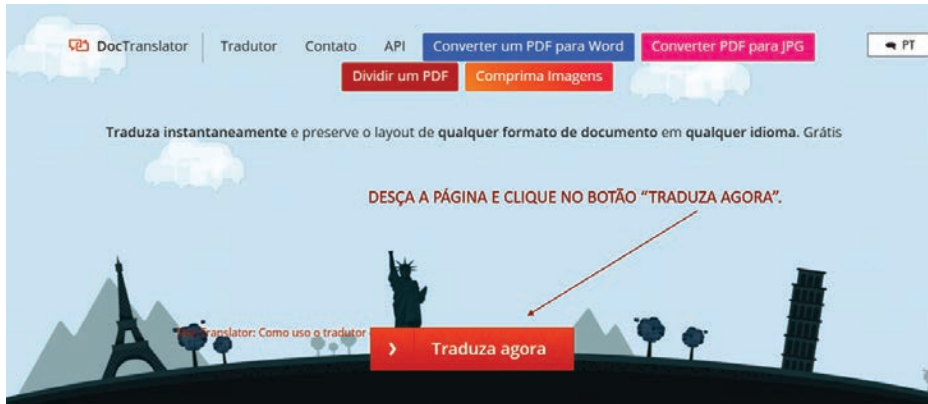 DocTranslator Tradutor Contato API Converter um PDF para Word Converter PDF para JPG PT
Dividir um PDF Comprima Imagens
Traduza instantaneamente e preserve o layout de qualquer formato de documento em qualquer idioma. Grátis
DESÇA A PÁGINA E CLIQUE NO BOTÃO “TRADUZA AGORA”.
DocTranslator: Como uso o tradutor
Traduza agora